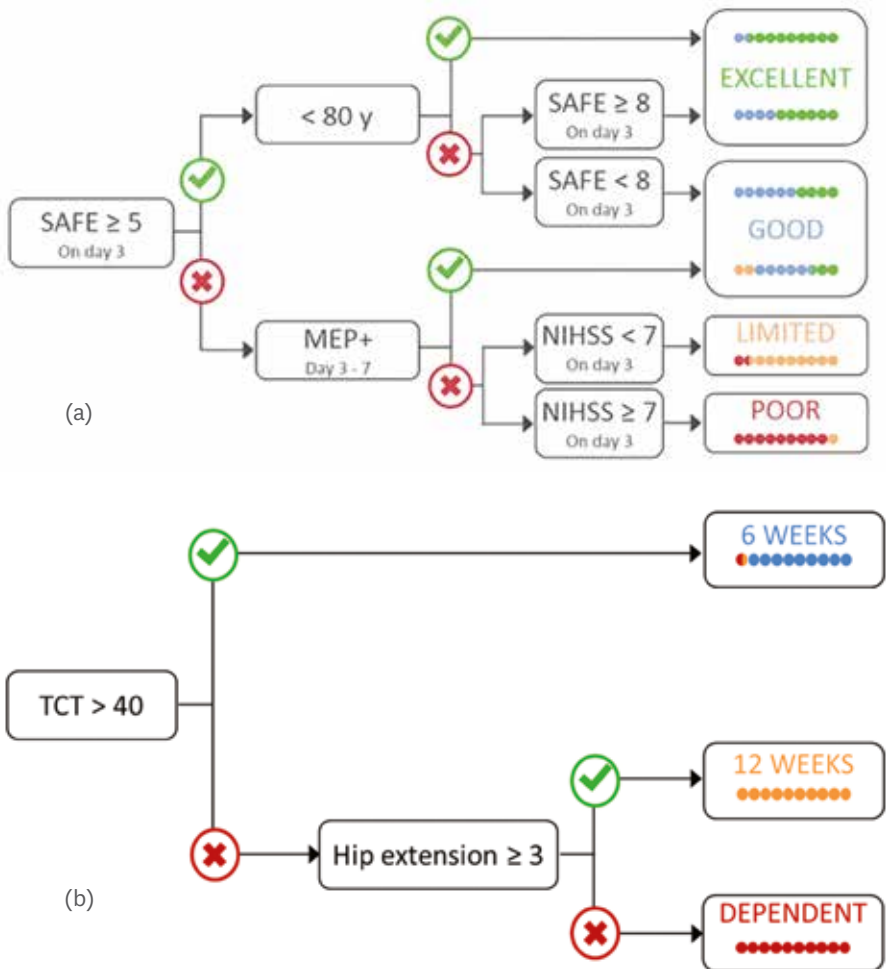 EXCELLENT
< 80 y
SAFE ≥ 8
On day 3
SAFE < 8
On day 3
SAFE ≥ 5
On day 3
GOOD
MEP+
Day 3 - 7
NIHSS < 7
On day 3
LIMITED
NIHSS ≥ 7
On day 3
POOR
(a)
6 WEEKS
TCT > 40
12 WEEKS
Hip extension ≥ 3
DEPENDENT
(b)